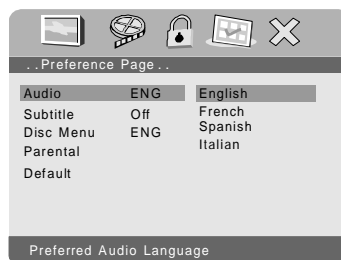 ..Preference Page..
Audio ENG English
Subtitle Off French
Disc Menu ENG Spanish
Parental Italian
Default
Preferred Audio Language